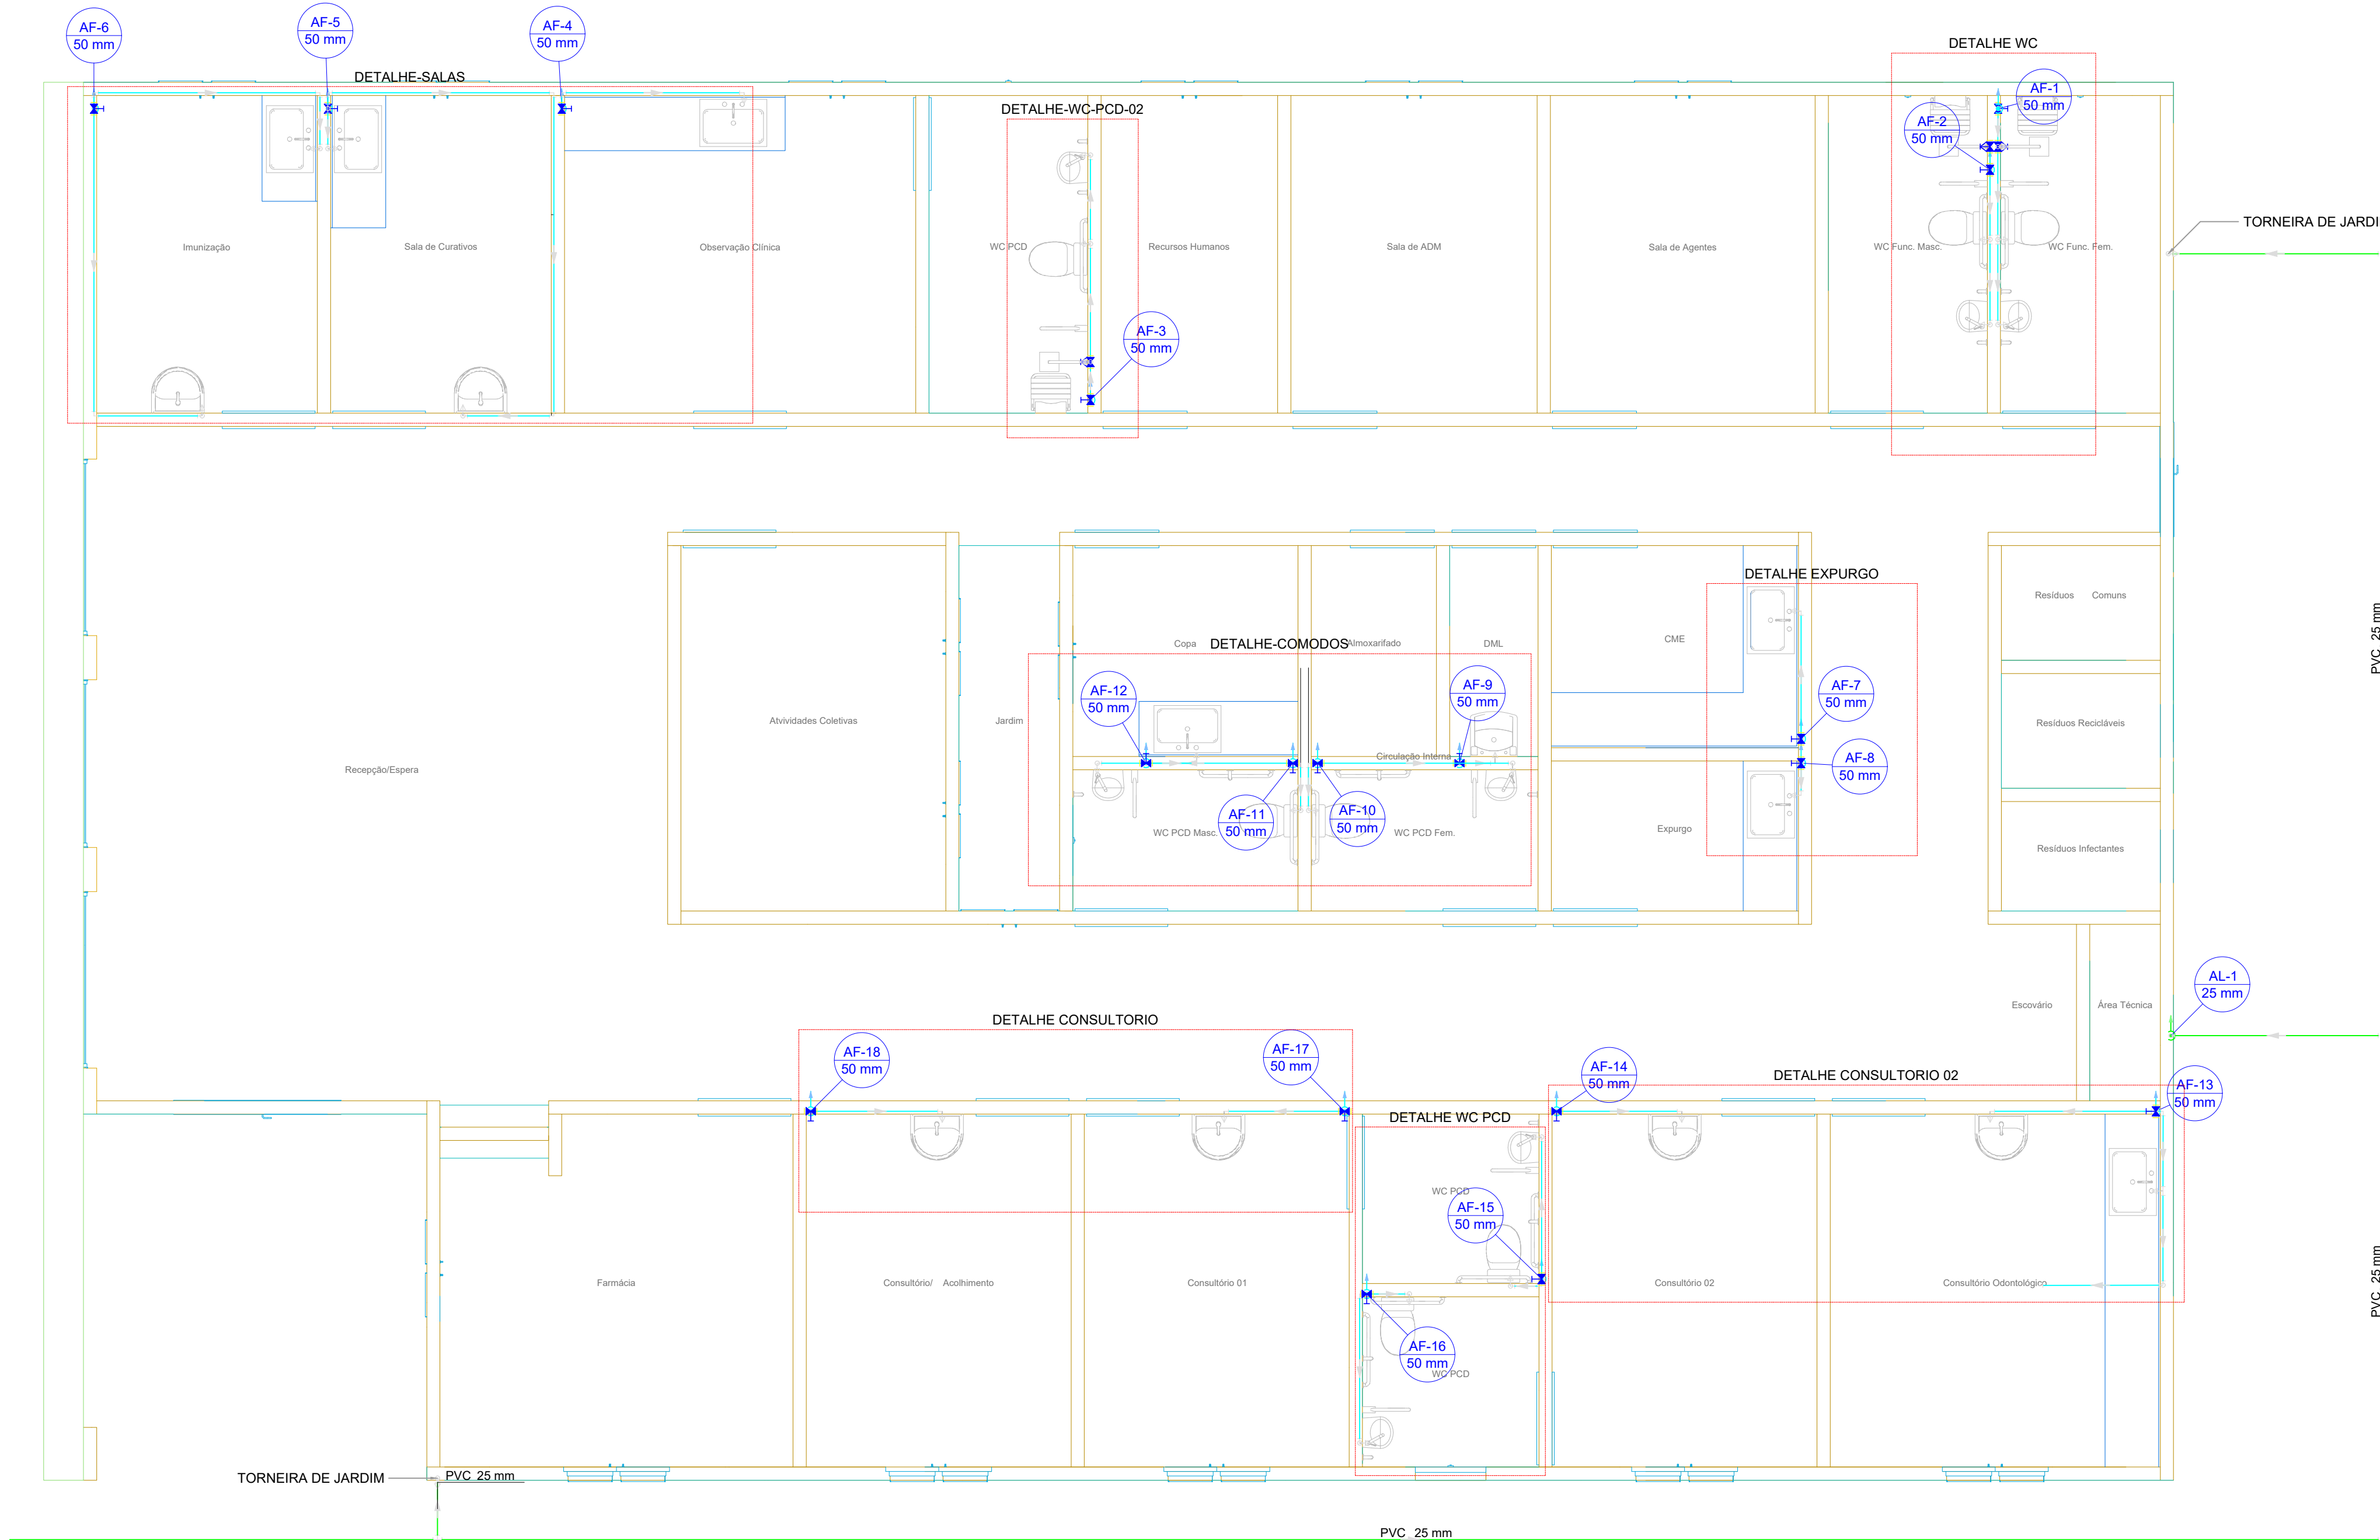 AF-6
50 mm
AF-5
50 mm
AF-4
50 mm
DETALHE WC
DETALHE-SALAS
AF-1
50 mm
DETALHE-WC-PCD-02
AF-2
50 mm
TORNEIRA DE JARDI
Imunização
Sala de Curativos
Observação Clínica
WC PCD
Recursos Humanos
Sala de ADM
Sala de Agentes
WC Func. Masc.
WC Func. Fem.
AF-3
50 mm
DETALHE EXPURGO
Resíduos Comuns
PVC 25 mm
Copa
DETALHE-COMODOS
Almoxarifado
DML
CME
AF-12
50 mm
AF-9
50 mm
AF-7
50 mm
Atvividades Coletivas
Jardim
Resíduos Recicláveis
Circulação Interna
AF-8
50 mm
Recepção/Espera
AF-11
50 mm
AF-10
50 mm
WC PCD Masc.
WC PCD Fem.
Expurgo
Resíduos Infectantes
AL-1
25 mm
Escovário
Área Técnica
DETALHE CONSULTORIO
AF-18
50 mm
AF-17
50 mm
AF-14
50 mm
DETALHE CONSULTORIO 02
AF-13
50 mm
DETALHE WC PCD
WC PCD
AF-15
50 mm
Farmácia
Consultório/ Acolhimento
Consultório 01
Consultório 02
Consultório Odontológico
PVC 25 mm
AF-16
50 mm
WC PCD
TORNEIRA DE JARDIM
PVC 25 mm
PVC 25 mm